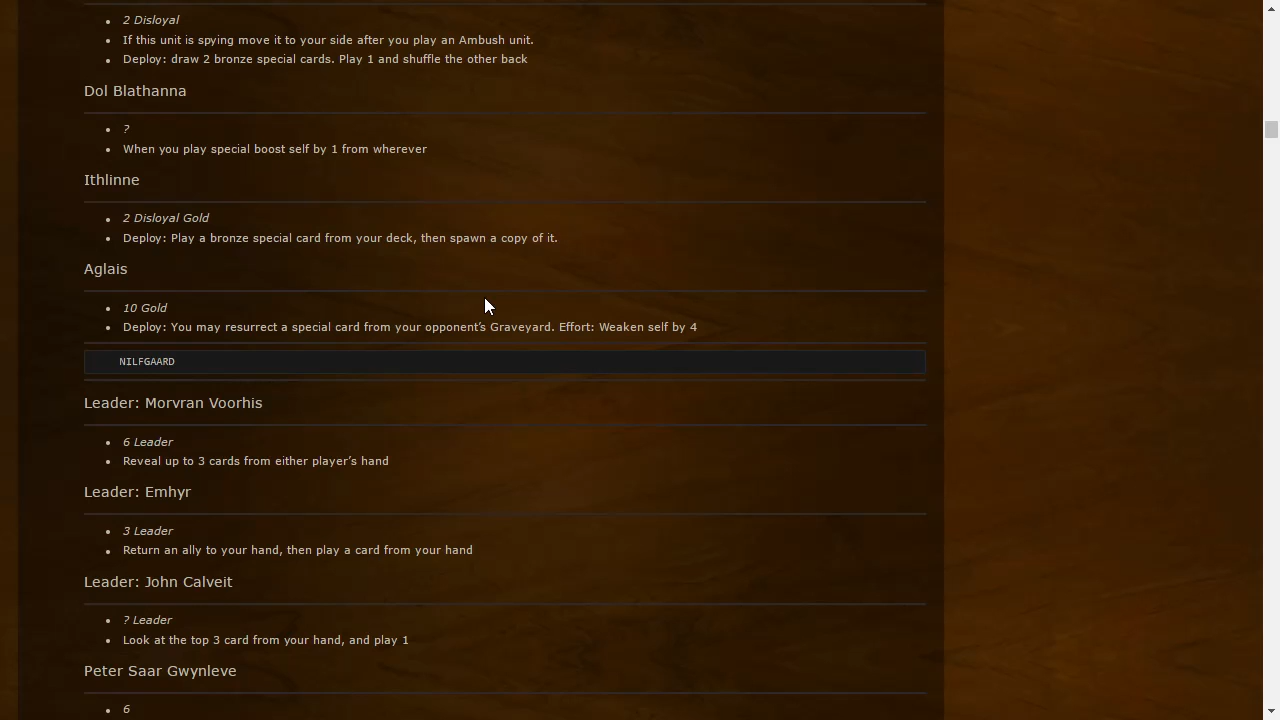 2 Disloyal
If this unit is spying move it to your side after you play an Ambush unit.
Deploy: draw 2 bronze special cards. Play 1 and shuffle the other back
Dol Blathanna
?
When you play special boost self by 1 from wherever
Ithlinne
2 Disloyal Gold
Deploy: Play a bronze special card from your deck, then spawn a copy of it.
Aglais
10 Gold
Deploy: You may resurrect a special card from your opponent’s Graveyard. Effort: Weaken self by 4
NILFGAARD
Leader: Morvran Voorhis
6 Leader
Reveal up to 3 cards from either player’s hand
Leader: Emhyr
3 Leader
Return an ally to your hand, then play a card from your hand
Leader: John Calveit
? Leader
Look at the top 3 card from your hand, and play 1
Peter Saar Gwynleve
6